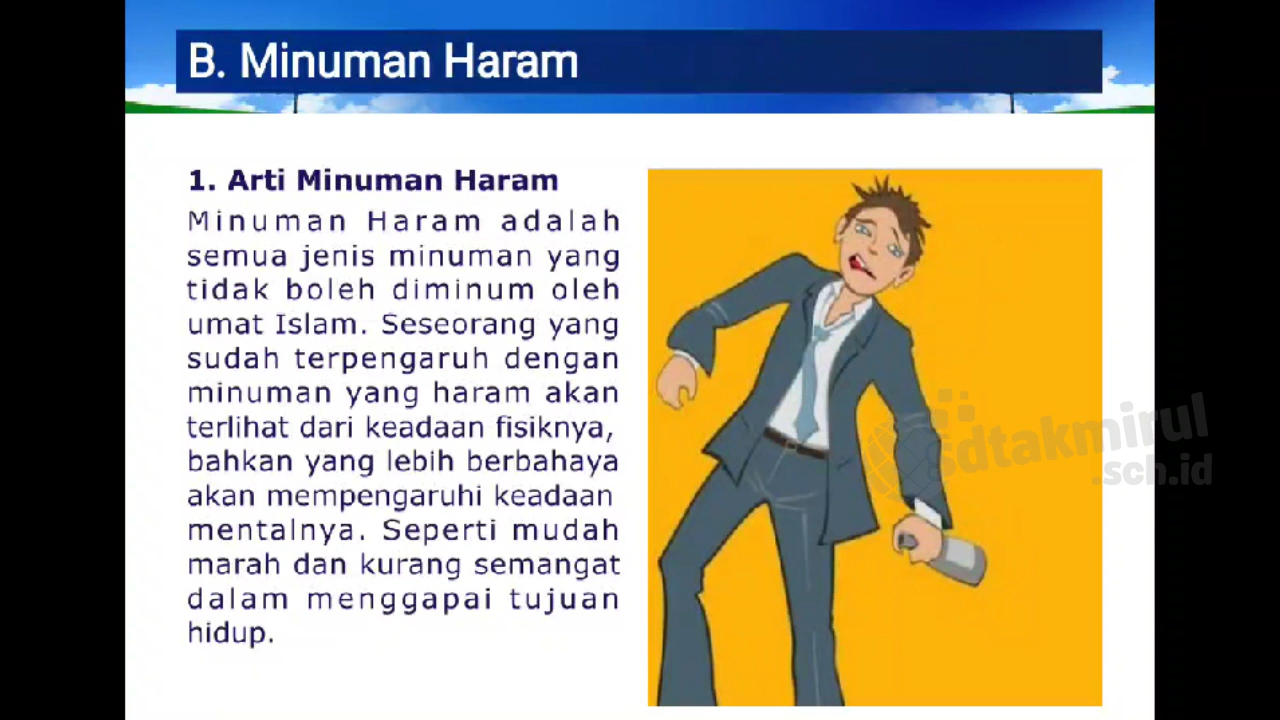 B. Minuman Haram
1. Arti Minuman Haram
Minuman Haram adalah
semua jenis minuman yang
tidak boleh diminum oleh
umat Islam. Seseorang yang
sudah terpengaruh dengan
minuman yang haram akan
terlihat dari keadaan fisiknya,
bahkan yang lebih berbahaya
akan mempengaruhi keadaan
mentalnya. Seperti mudah
marah dan kurang semangat
dalam menggapai tujuan
hidup.
sdtakmirul
.sch.id